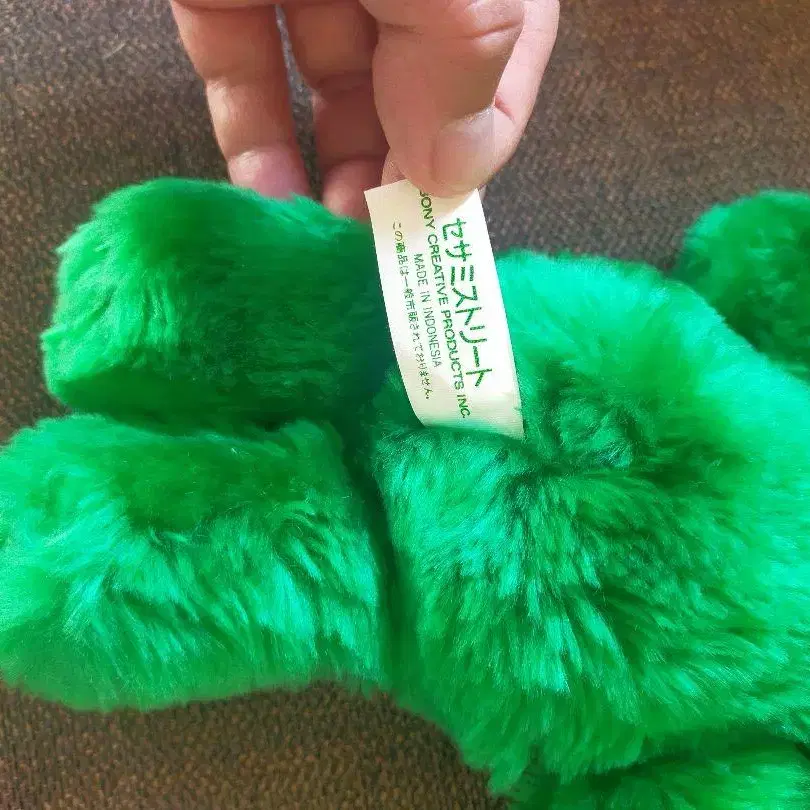 セサミストリート
SONY CREATIVE PRODUCTS INC.
MADE IN INDONESIA
この商品は一般市販されておりません。